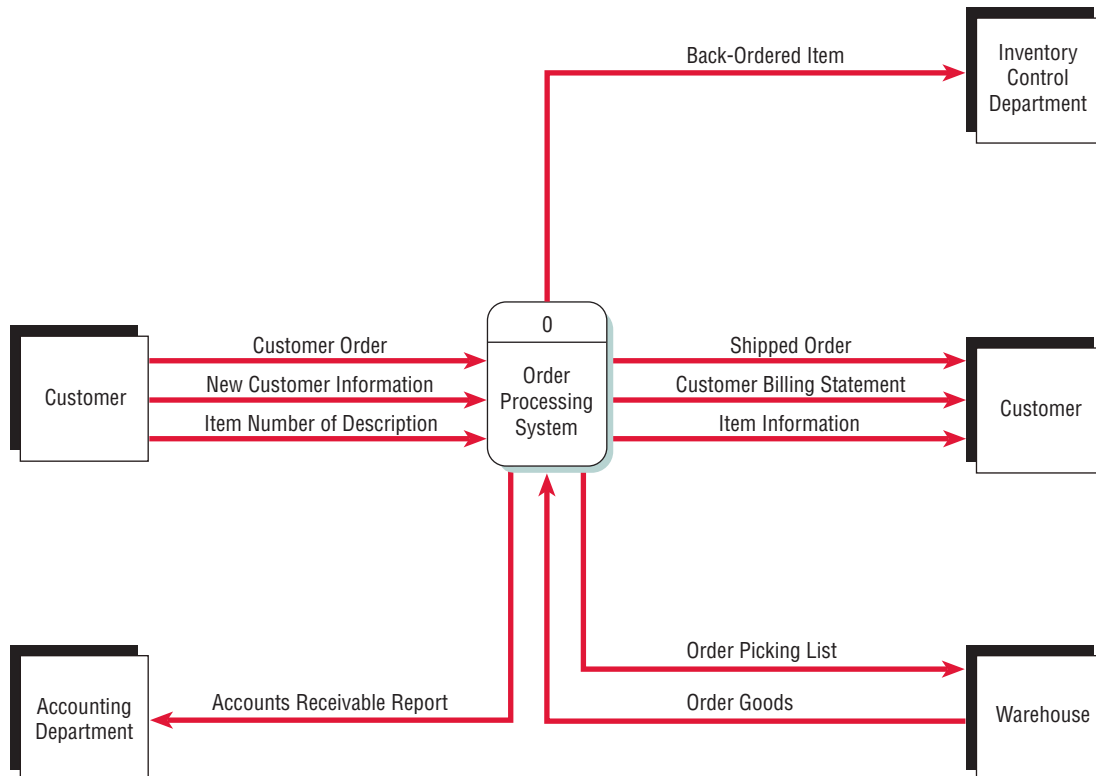 Back-Ordered Item
Inventory
Control
Department
0
Order
Processing
System
Customer
Customer Order
New Customer Information
Item Number of Description
Shipped Order
Customer Billing Statement
Item Information
Customer
Accounting
Department
Accounts Receivable Report
Order Picking List
Order Goods
Warehouse